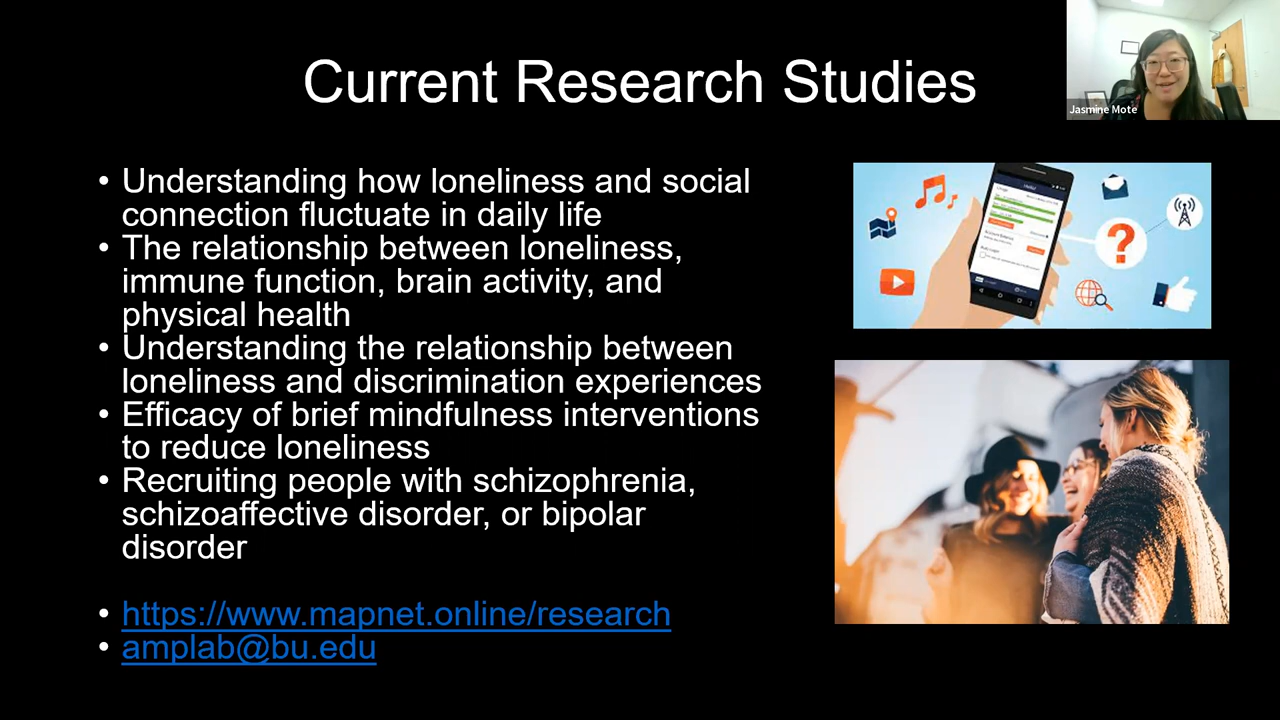 Current Research Studies
Jasmine Mote
• Understanding how loneliness and social
connection fluctuate in daily life
• The relationship between loneliness,
immune function, brain activity, and
physical health
• Understanding the relationship between
loneliness and discrimination experiences
• Efficacy of brief mindfulness interventions
to reduce loneliness
• Recruiting people with schizophrenia,
schizoaffective disorder, or bipolar
disorder
• https://www.mapnet.online/research
• amplab@bu.edu
?